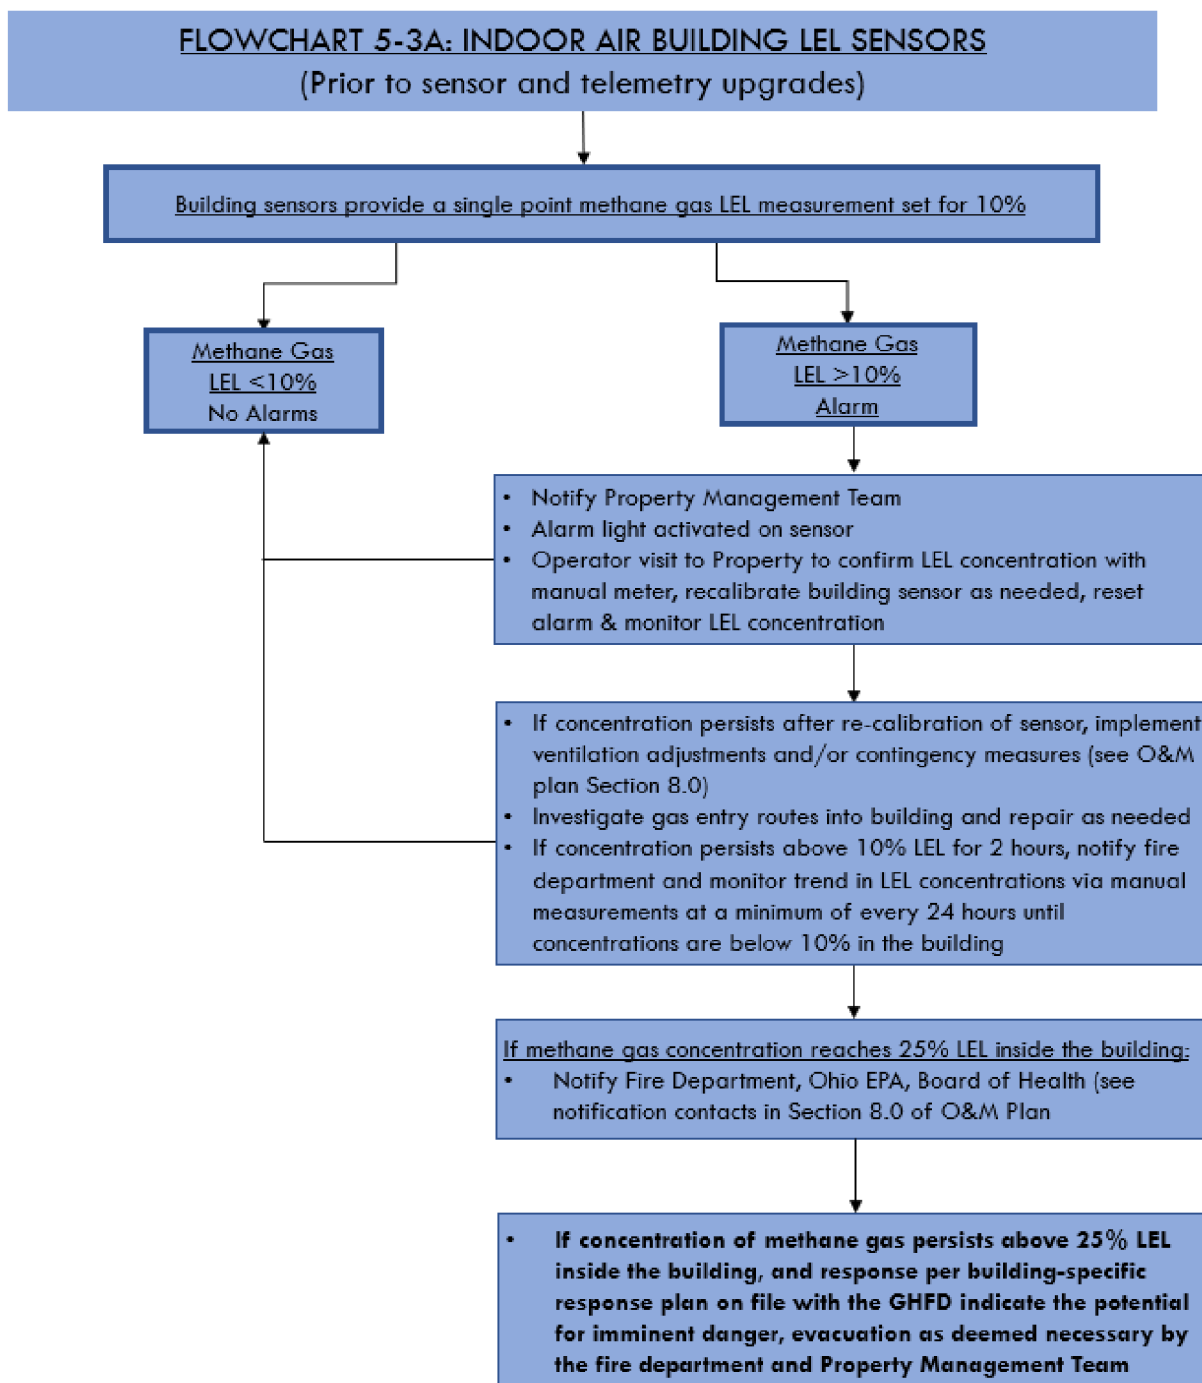 FLOWCHART 5-3A: INDOOR AIR BUILDING LEL SENSORS
(Prior to sensor and telemetry upgrades)
Building sensors provide a single point methane gas LEL measurement set for 10%
Methane Gas
LEL <10%
No Alarms
Methane Gas
LEL >10%
Alarm
• Notify Property Management Team
• Alarm light activated on sensor
• Operator visit to Property to confirm LEL concentration with
manual meter, recalibrate building sensor as needed, reset
alarm & monitor LEL concentration
• If concentration persists after re-calibration of sensor, implement
ventilation adjustments and/or contingency measures (see O&M
plan Section 8.0)
• Investigate gas entry routes into building and repair as needed
• If concentration persists above 10% LEL for 2 hours, notify fire
department and monitor trend in LEL concentrations via manual
measurements at a minimum of every 24 hours until
concentrations are below 10% in the building
If methane gas concentration reaches 25% LEL inside the building:
• Notify Fire Department, Ohio EPA, Board of Health (see
notification contacts in Section 8.0 of O&M Plan
• If concentration of methane gas persists above 25% LEL
inside the building, and response per building-specific
response plan on file with the GHFD indicate the potential
for imminent danger, evacuation as deemed necessary by
the fire department and Property Management Team